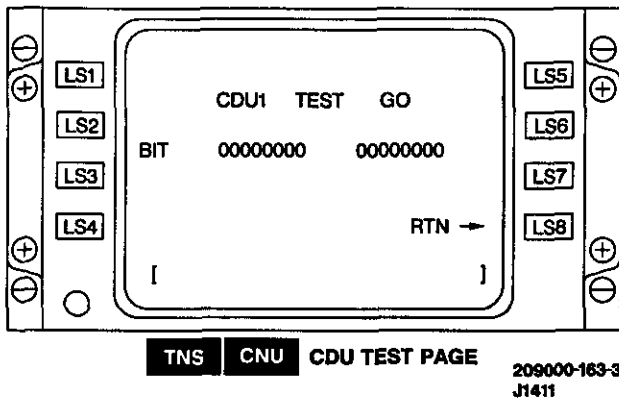 LS1 LS5
CDU1 TEST GO
LS2 LS6
BIT 00000000 00000000
LS3 LS7
LS4 RTN → LS8
[ ]
TNS CNU CDU TEST PAGE
209000-163-3
J1411